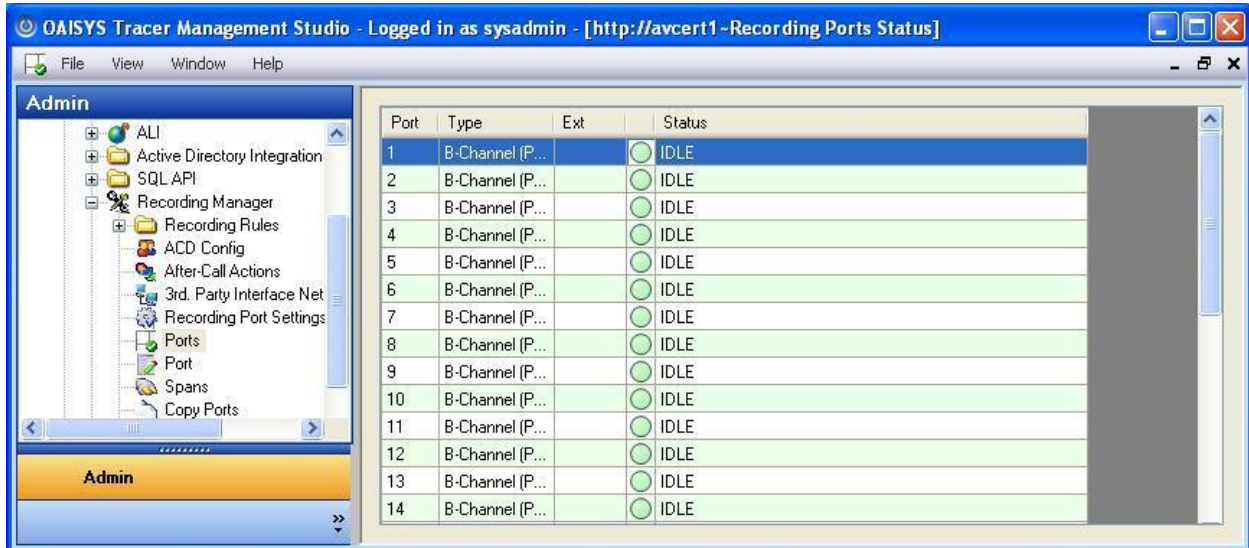 OAISYS Tracer Management Studio - Logged in as sysadmin - [http://avcert1~Recording Ports Status]
File View Window Help
Admin
ALI
Active Directory Integration
SQL API
Recording Manager
Recording Rules
ACD Config
After-Call Actions
3rd. Party Interface Net
Recording Port Settings
Ports
Port
Spans
Copy Ports
Admin
Port Type Ext Status
1 B-Channel (P... IDLE
2 B-Channel (P... IDLE
3 B-Channel (P... IDLE
4 B-Channel (P... IDLE
5 B-Channel (P... IDLE
6 B-Channel (P... IDLE
7 B-Channel (P... IDLE
8 B-Channel (P... IDLE
9 B-Channel (P... IDLE
10 B-Channel (P... IDLE
11 B-Channel (P... IDLE
12 B-Channel (P... IDLE
13 B-Channel (P... IDLE
14 B-Channel (P... IDLE